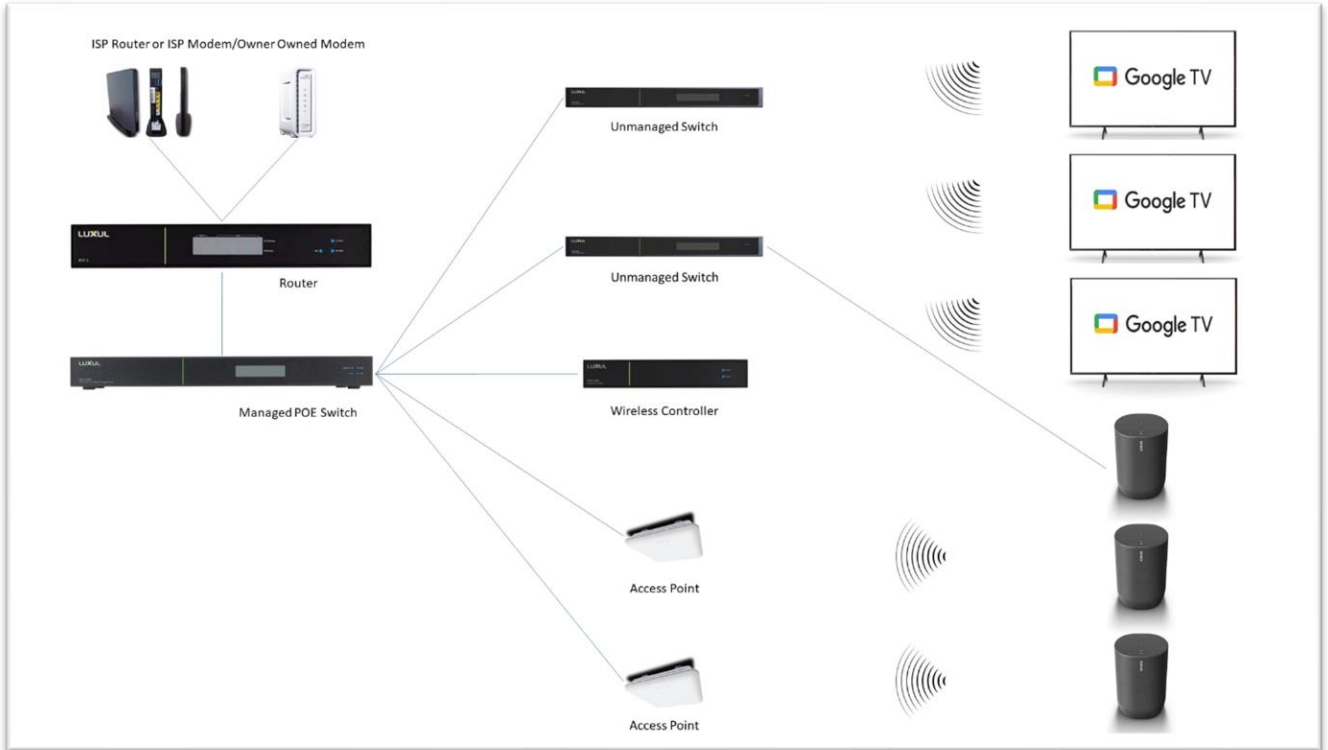 ISP Router or ISP Modem/Owner Owned Modem
LUXUL
Router
LUXUL
Managed POE Switch
LUXUL
Unmanaged Switch
LUXUL
Unmanaged Switch
LUXUL
Wireless Controller
Access Point
Access Point
Google TV
Google TV
Google TV